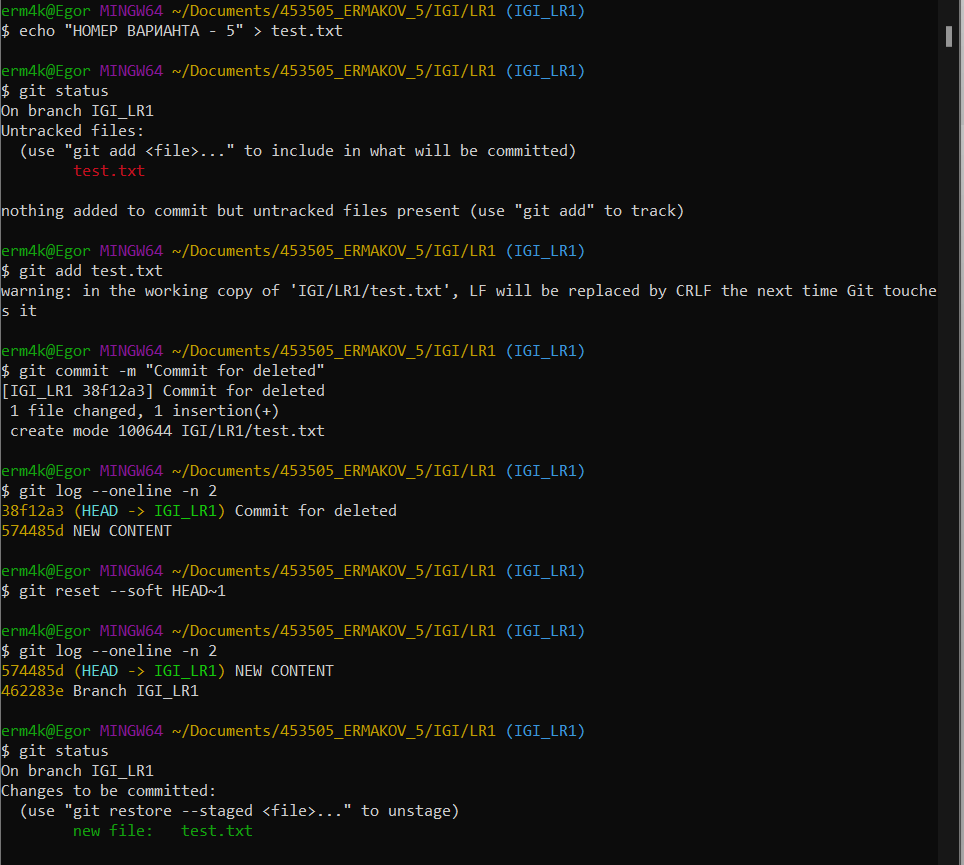 erm4k@Egor MINGW64 ~/Documents/453505_ERMAKOV_5/IGI/LR1 (IGI_LR1)
$ echo "НОМЕР ВАРИАНТА - 5" > test.txt
erm4k@Egor MINGW64 ~/Documents/453505_ERMAKOV_5/IGI/LR1 (IGI_LR1)
$ git status
On branch IGI_LR1
Untracked files:
  (use "git add <file>..." to include in what will be committed)
        test.txt
nothing added to commit but untracked files present (use "git add" to track)
erm4k@Egor MINGW64 ~/Documents/453505_ERMAKOV_5/IGI/LR1 (IGI_LR1)
$ git add test.txt
warning: in the working copy of 'IGI/LR1/test.txt', LF will be replaced by CRLF the next time Git touche
s it
erm4k@Egor MINGW64 ~/Documents/453505_ERMAKOV_5/IGI/LR1 (IGI_LR1)
$ git commit -m "Commit for deleted"
[IGI_LR1 38f12a3] Commit for deleted
 1 file changed, 1 insertion(+)
 create mode 100644 IGI/LR1/test.txt
erm4k@Egor MINGW64 ~/Documents/453505_ERMAKOV_5/IGI/LR1 (IGI_LR1)
$ git log --oneline -n 2
38f12a3 (HEAD -> IGI_LR1) Commit for deleted
574485d NEW CONTENT
erm4k@Egor MINGW64 ~/Documents/453505_ERMAKOV_5/IGI/LR1 (IGI_LR1)
$ git reset --soft HEAD~1
erm4k@Egor MINGW64 ~/Documents/453505_ERMAKOV_5/IGI/LR1 (IGI_LR1)
$ git log --oneline -n 2
574485d (HEAD -> IGI_LR1) NEW CONTENT
462283e Branch IGI_LR1
erm4k@Egor MINGW64 ~/Documents/453505_ERMAKOV_5/IGI/LR1 (IGI_LR1)
$ git status
On branch IGI_LR1
Changes to be committed:
  (use "git restore --staged <file>..." to unstage)
        new file:   test.txt